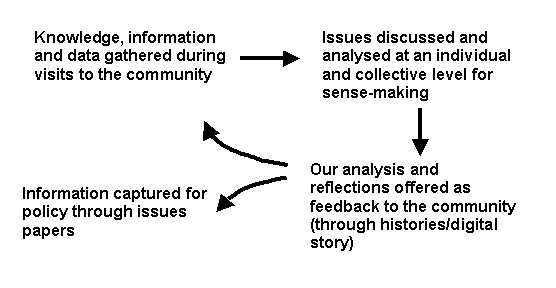 Knowledge, information
and data gathered during
visits to the community
Issues discussed and
analysed at an individual
and collective level for
sense-making
Our analysis and
reflections offered as
feedback to the community
(through histories/digital
story)
Information captured for
policy through issues
papers